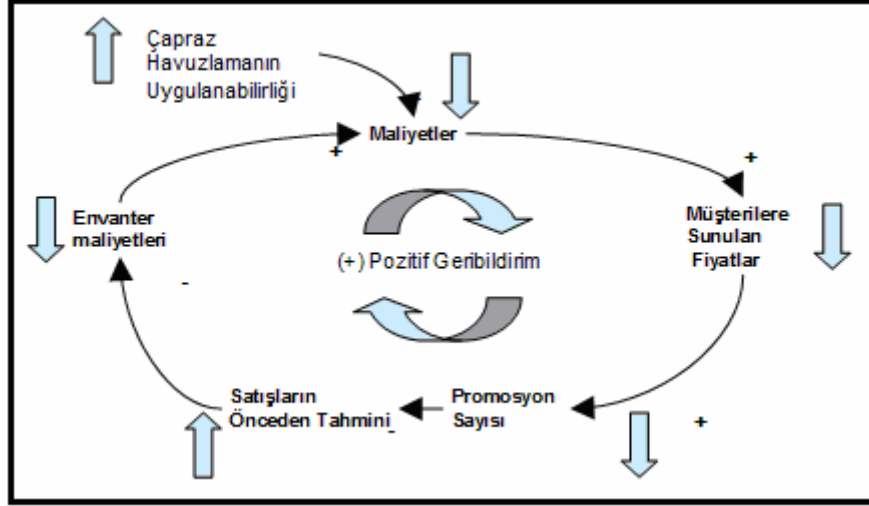 Çapraz
Havuzlamanın
Uygulanabilirliği
+
Maliyetler
+
+
Envanter
maliyetleri
Müşterilere
Sunulan
Fiyatlar
(+) Pozitif Geribildirim
-
Satışların
Önceden Tahmini
-
Promosyon
Sayısı
+